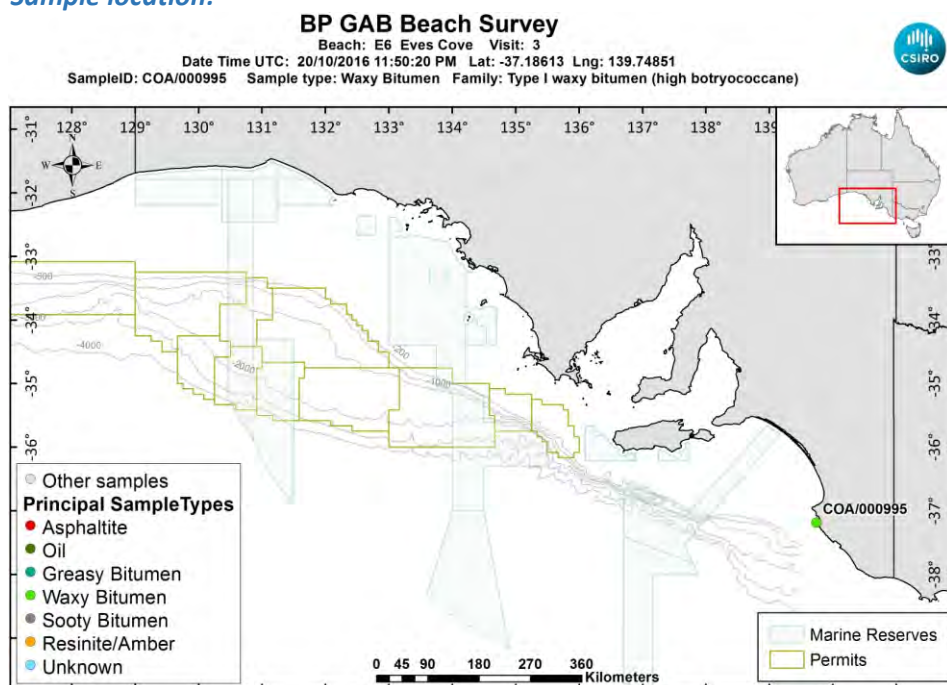 Sample location:
BP GAB Beach Survey
Beach: E6 Eves Cove Visit: 3
Date Time UTC: 20/10/2016 11:50:20 PM Lat: -37.18613 Lng: 139.74851
SampleID: COA/000995 Sample type: Waxy Bitumen Family: Type I waxy bitumen (high botryococcane)
CSIRO
128° 129° 130° 131° 132° 133° 134° 135° 136° 137° 138° 139
-31°
-32°
-33°
-34°
-35°
-36°
-37°
-38°
N
W E
S
-31°
-32°
-33°
-34°
-35°
-36°
-37°
-38°
-4000
-2000
-200
-1000
COA/000995
Other samples
Principal SampleTypes
Asphaltite
Oil
Greasy Bitumen
Waxy Bitumen
Sooty Bitumen
Resinite/Amber
Unknown
0 45 90 180 270 360
Kilometers
Marine Reserves
Permits